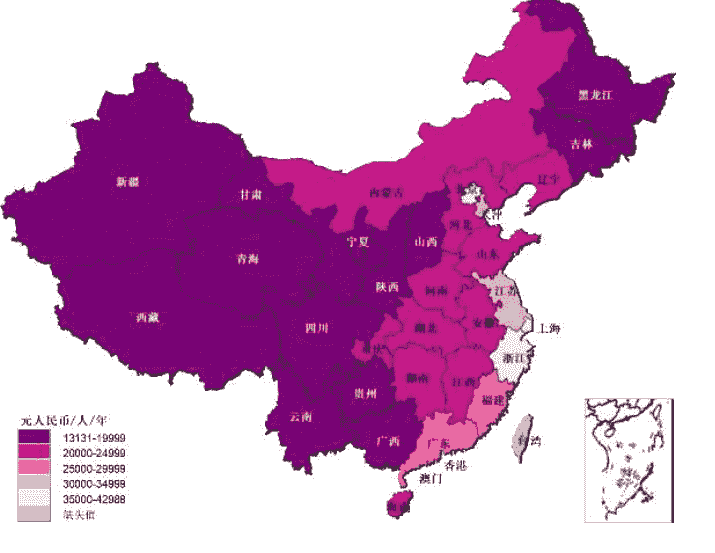 黑龙江
吉林
辽宁
新疆
甘肃
内蒙古
北京
天津
河北
宁夏
山西
山东
青海
陕西
河南
江苏
西藏
四川
湖北
安徽
上海
重庆
浙江
湖南
江西
贵州
福建
云南
广西
广东
台湾
香港
澳门
元人民币/人/年
13131-19999
20000-24999
25000-29999
30000-34999
35000-42988
缺失值